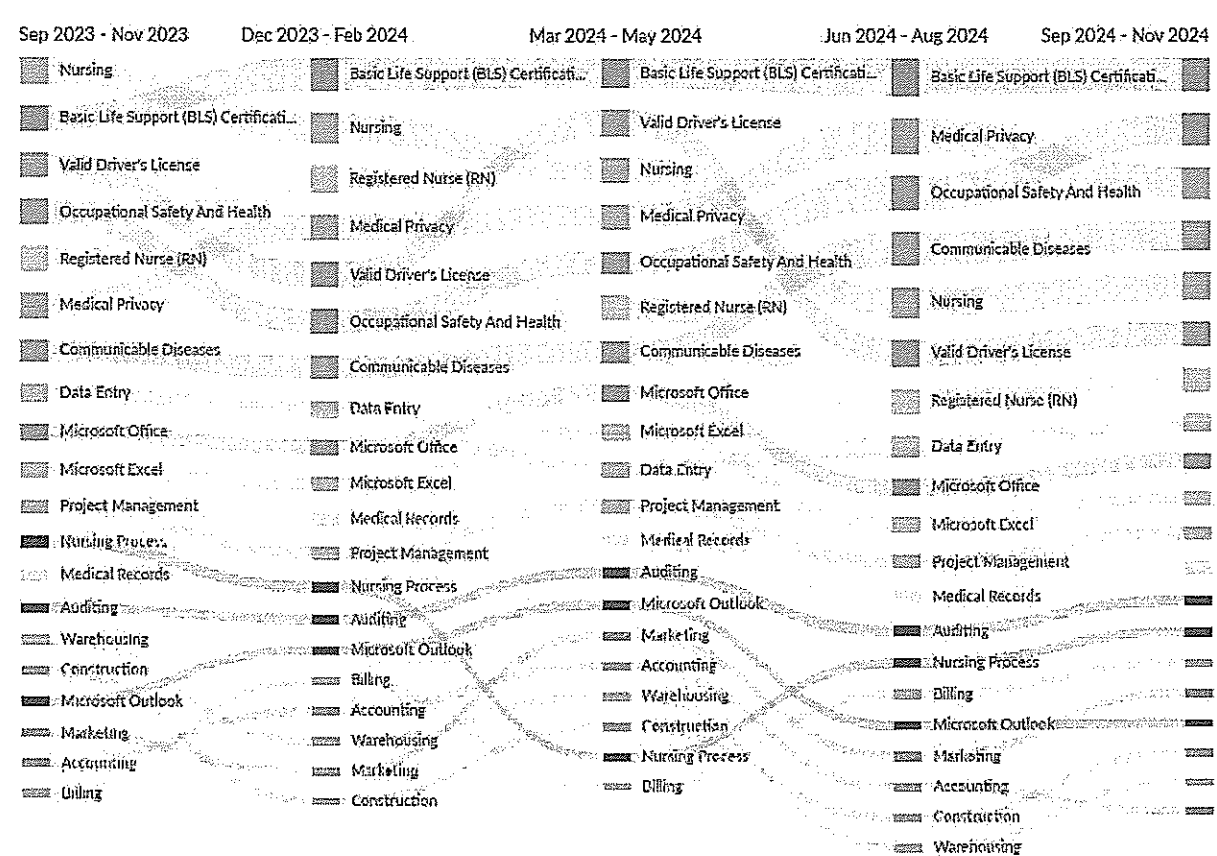 Sep 2023 - Nov 2023
Dec 2023 - Feb 2024
Mar 2024 - May 2024
Jun 2024 - Aug 2024
Sep 2024 - Nov 2024
Nursing
Basic Life Support (BLS) Certificati...
Valid Driver's License
Occupational Safety And Health
Registered Nurse (RN)
Medical Privacy
Communicable Diseases
Data Entry
Microsoft Office
Microsoft Excel
Project Management
Nursing Process
Medical Records
Auditing
Warehousing
Construction
Microsoft Outlook
Marketing
Accounting
Billing
Basic Life Support (BLS) Certificati...
Nursing
Registered Nurse (RN)
Medical Privacy
Valid Driver's License
Occupational Safety And Health
Communicable Diseases
Data Entry
Microsoft Office
Microsoft Excel
Medical Records
Project Management
Nursing Process
Auditing
Microsoft Outlook
Billing
Accounting
Warehousing
Marketing
Construction
Basic Life Support (BLS) Certificati...
Valid Driver's License
Nursing
Medical Privacy
Occupational Safety And Health
Registered Nurse (RN)
Communicable Diseases
Microsoft Office
Microsoft Excel
Data Entry
Project Management
Medical Records
Auditing
Microsoft Outlook
Marketing
Accounting
Warehousing
Construction
Nursing Process
Billing
Basic Life Support (BLS) Certificati...
Medical Privacy
Occupational Safety And Health
Communicable Diseases
Nursing
Valid Driver's License
Registered Nurse (RN)
Data Entry
Microsoft Office
Microsoft Excel
Project Management
Medical Records
Auditing
Nursing Process
Billing
Microsoft Outlook
Marketing
Accounting
Construction
Warehousing